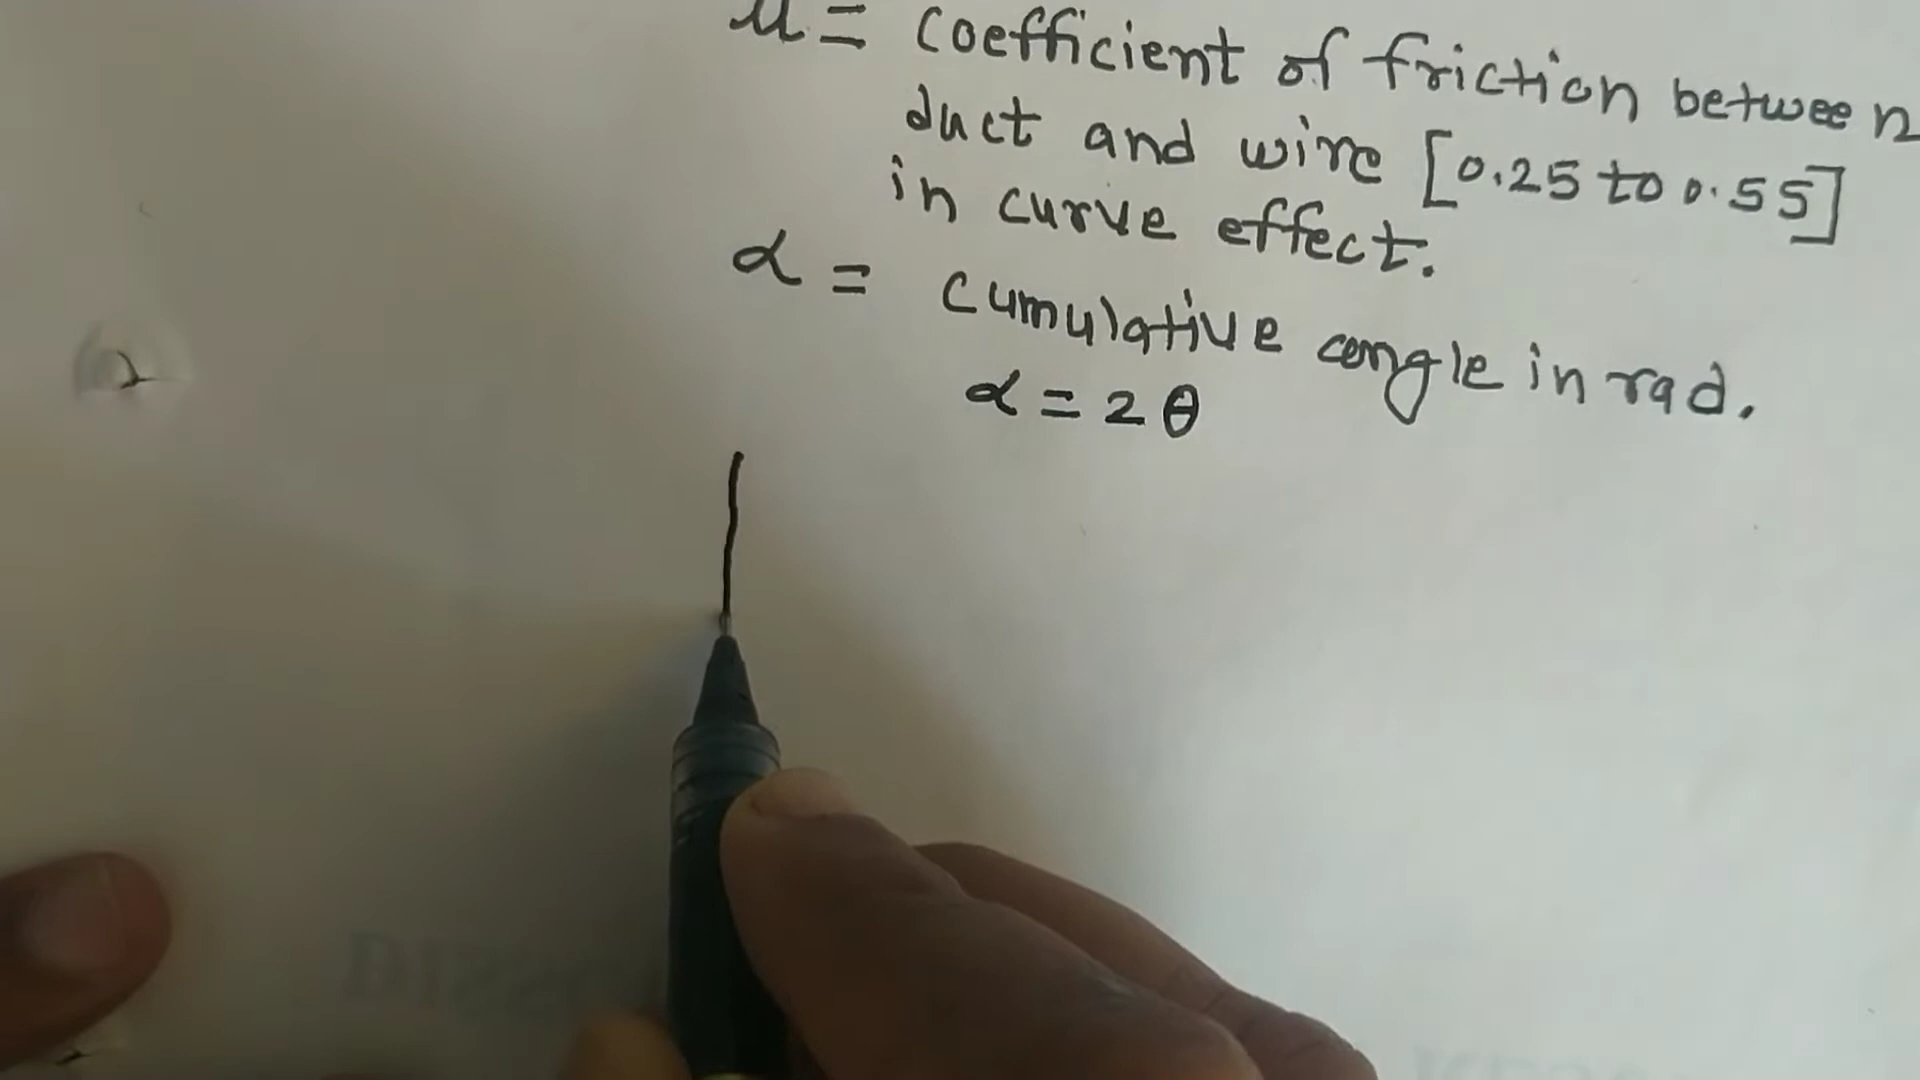 μ = coefficient of friction between
duct and wire [0.25 to 0.55]
in curve effect.
α = cumulative angle in rad.
α = 2θ